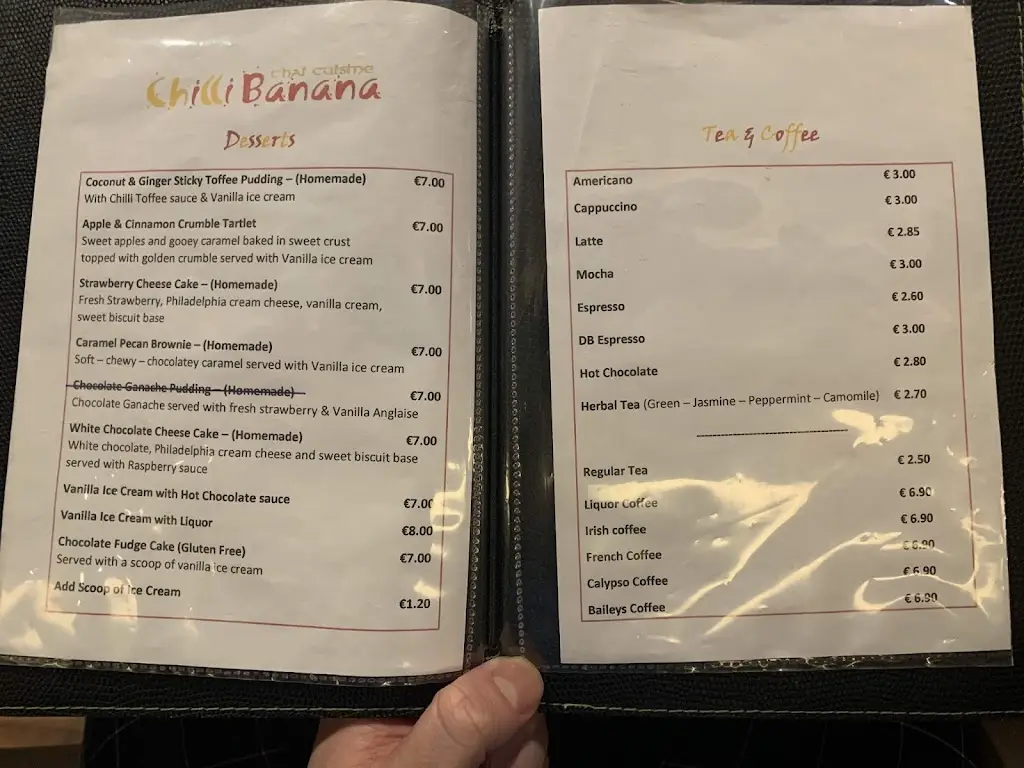 thai cuisine
Chilli Banana
Desserts
Coconut & Ginger Sticky Toffee Pudding – (Homemade) €7.00
With Chilli Toffee sauce & Vanilla ice cream
Apple & Cinnamon Crumble Tartlet €7.00
Sweet apples and gooey caramel baked in sweet crust
topped with golden crumble served with Vanilla ice cream
Strawberry Cheese Cake – (Homemade) €7.00
Fresh Strawberry, Philadelphia cream cheese, vanilla cream,
sweet biscuit base
Caramel Pecan Brownie – (Homemade) €7.00
Soft – chewy – chocolatey caramel served with Vanilla ice cream
Chocolate Ganache Pudding – (Homemade) €7.00
Chocolate Ganache served with fresh strawberry & Vanilla Anglaise
White Chocolate Cheese Cake – (Homemade) €7.00
White chocolate, Philadelphia cream cheese and sweet biscuit base
served with Raspberry sauce
Vanilla Ice Cream with Hot Chocolate sauce €7.00
Vanilla Ice Cream with Liquor €8.00
Chocolate Fudge Cake (Gluten Free) €7.00
Served with a scoop of vanilla ice cream
Add Scoop of Ice Cream €1.20
Tea & Coffee
Americano € 3.00
Cappuccino € 3.00
Latte € 2.85
Mocha € 3.00
Espresso € 2.60
DB Espresso € 3.00
Hot Chocolate € 2.80
Herbal Tea (Green – Jasmine – Peppermint – Camomile) € 2.70
Regular Tea € 2.50
Liquor Coffee € 6.90
Irish coffee € 6.90
French Coffee € 6.90
Calypso Coffee € 6.90
Baileys Coffee € 6.90